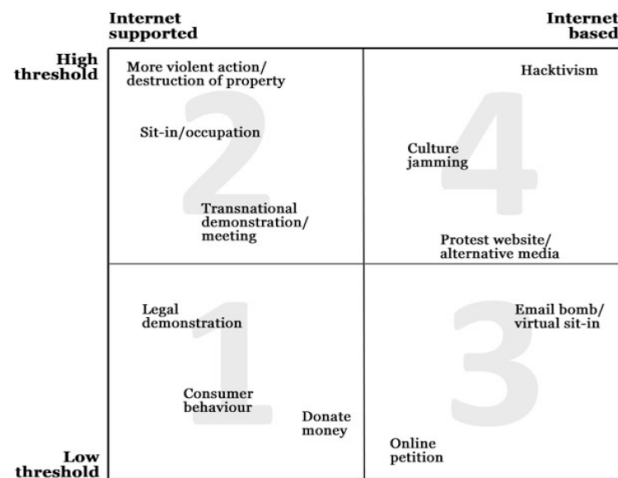 Internet
supported
Internet
based
High
threshold
More violent action/
destruction of property
Hacktivism
2
4
Sit-in/occupation
Culture
jamming
Transnational
demonstration/
meeting
Protest website/
alternative media
Legal
demonstration
Email bomb/
virtual sit-in
1
3
Consumer
behaviour
Donate
money
Online
petition
Low
threshold